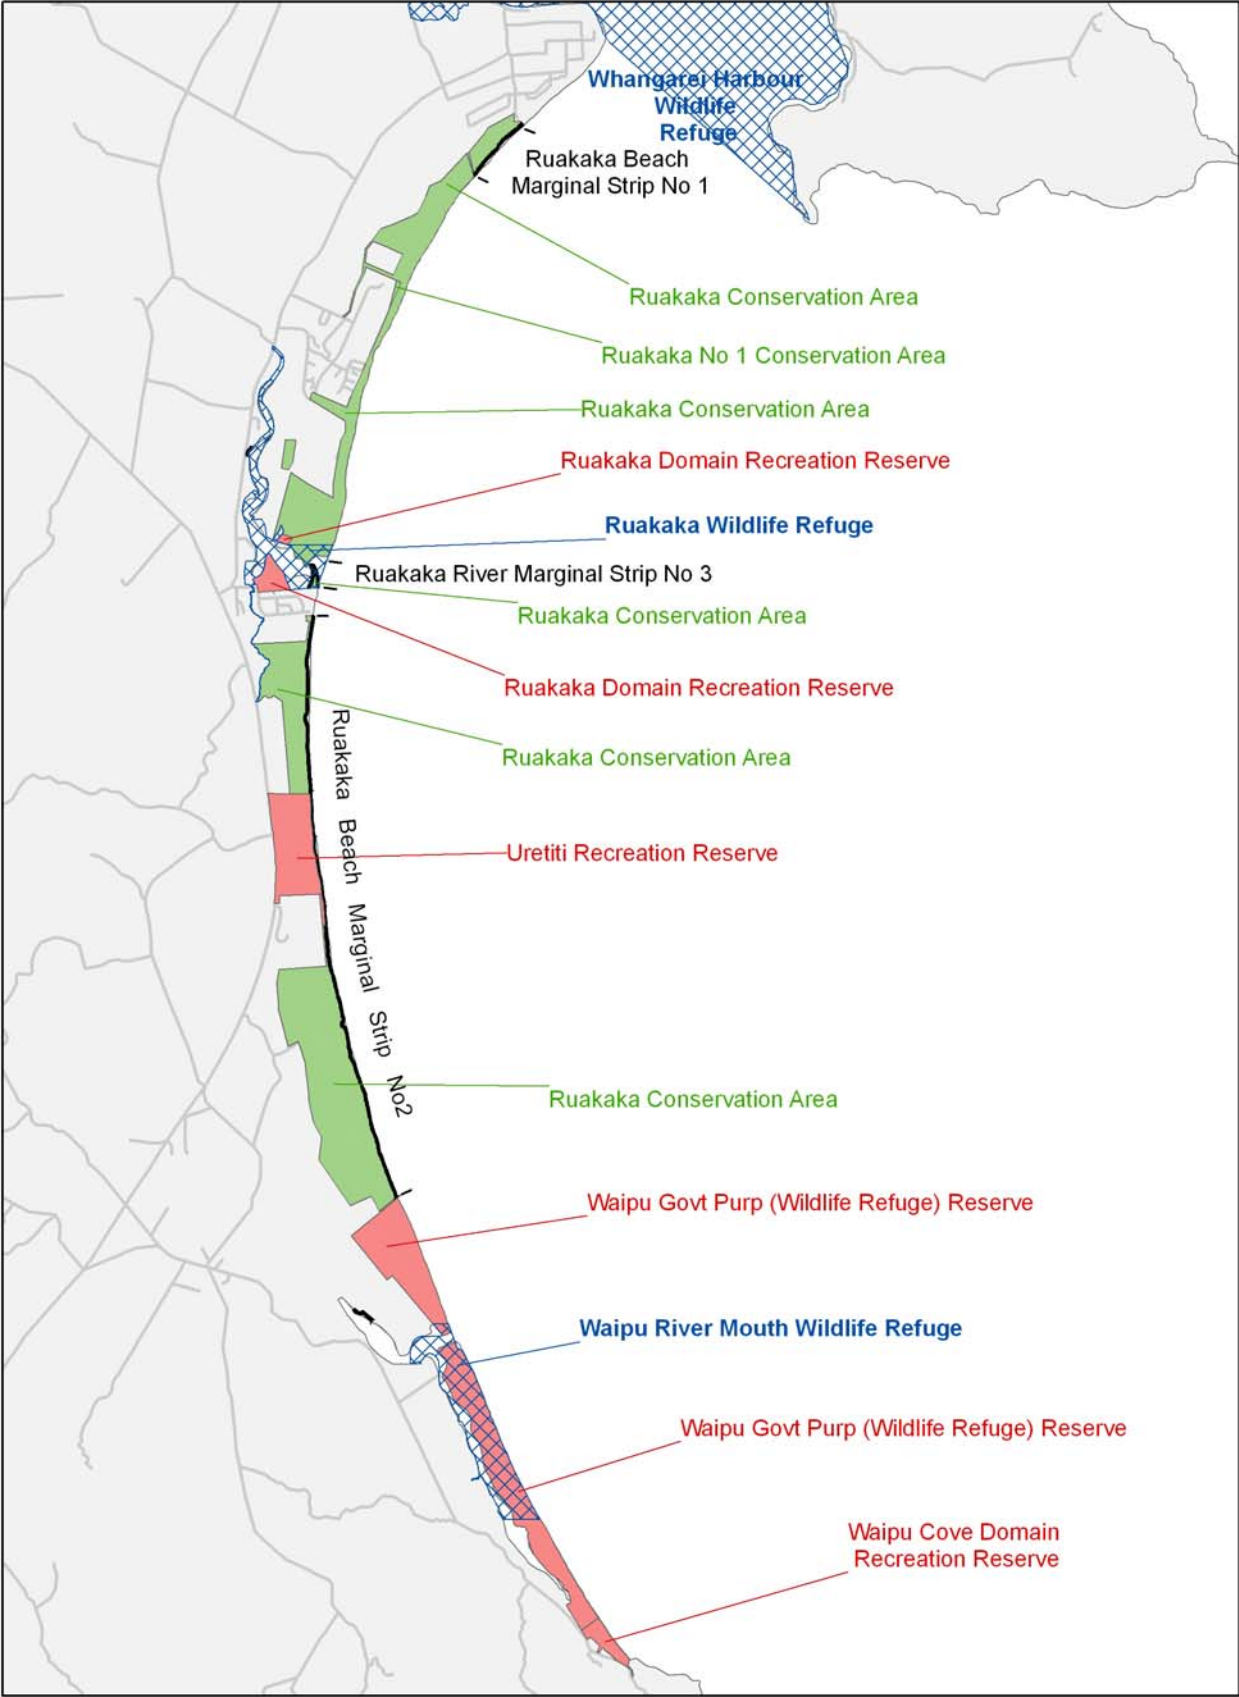 Whangarei Harbour
Wildlife
Refuge
Ruakaka Beach
Marginal Strip No 1
Ruakaka Conservation Area
Ruakaka No 1 Conservation Area
Ruakaka Conservation Area
Ruakaka Domain Recreation Reserve
Ruakaka Wildlife Refuge
Ruakaka River Marginal Strip No 3
Ruakaka Conservation Area
Ruakaka Domain Recreation Reserve
Ruakaka Beach Marginal Strip No2
Ruakaka Conservation Area
Uretiti Recreation Reserve
Ruakaka Conservation Area
Waipu Govt Purp (Wildlife Refuge) Reserve
Waipu River Mouth Wildlife Refuge
Waipu Govt Purp (Wildlife Refuge) Reserve
Waipu Cove Domain
Recreation Reserve